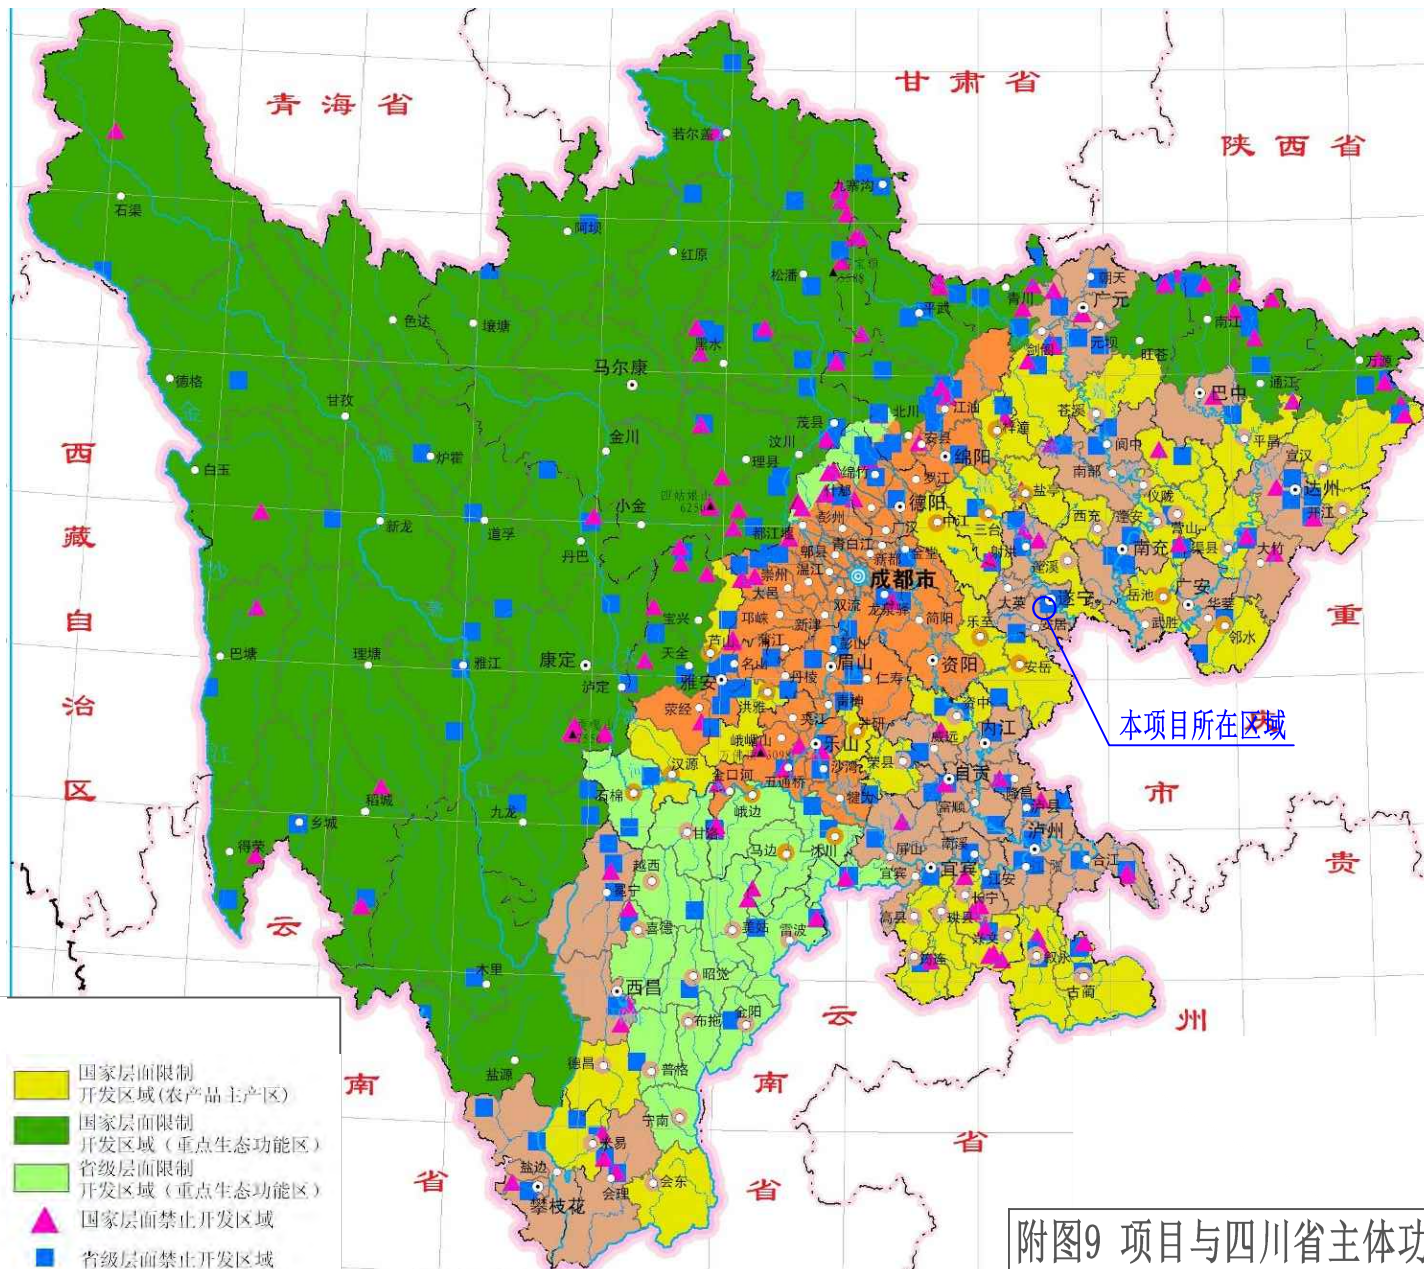 青海省
甘肃省
陕西省
西藏自治区
重
庆
市
贵
州
云
南
省
云
南
省
若尔盖
九寨沟
石渠
阿坝
红原
松潘
色达
壤塘
黑水
马尔康
德格
甘孜
金川
茂县
汶川
理县
白玉
炉霍
新龙
道孚
小金
丹巴
宝兴
康定
泸定
巴塘
理塘
雅江
稻城
乡城
得荣
九龙
木里
盐源
平武
青川
朝天
广元
元坝
剑阁
旺苍
南江
通江
万源
巴中
平昌
宣汉
达州
开江
大竹
渠县
苍溪
阆中
南部
仪陇
营山
蓬安
西充
南充
岳池
广安
华蓥
邻水
武胜
北川
江油
安县
绵阳
梓潼
盐亭
三台
射洪
蓬溪
大英
遂宁
安居
绵竹
什邡
罗江
德阳
中江
广汉
彭州
都江堰
郫县
青白江
新都
金堂
温江
崇州
大邑
成都市
双流
龙泉驿
新津
邛崃
蒲江
简阳
乐至
安岳
资阳
资中
内江
威远
自贡
荣县
富顺
隆昌
泸县
泸州
合江
芦山
天全
名山
雅安
荥经
汉源
石棉
彭山
眉山
仁寿
丹棱
洪雅
青神
夹江
井研
峨嵋山
乐山
沙湾
五通桥
金口河
峨边
犍为
沐川
马边
屏山
宜宾
宜宾
南溪
江安
长宁
高县
珙县
筠连
兴文
叙永
古蔺
甘洛
越西
冕宁
喜德
美姑
雷波
昭觉
西昌
布拖
金阳
普格
德昌
宁南
米易
盐边
攀枝花
会理
会东
本项目所在区域
国家层面限制
开发区域(农产品主产区)
国家层面限制
开发区域(重点生态功能区)
省级层面限制
开发区域(重点生态功能区)
国家层面禁止开发区域
省级层面禁止开发区域
附图9 项目与四川省主体功